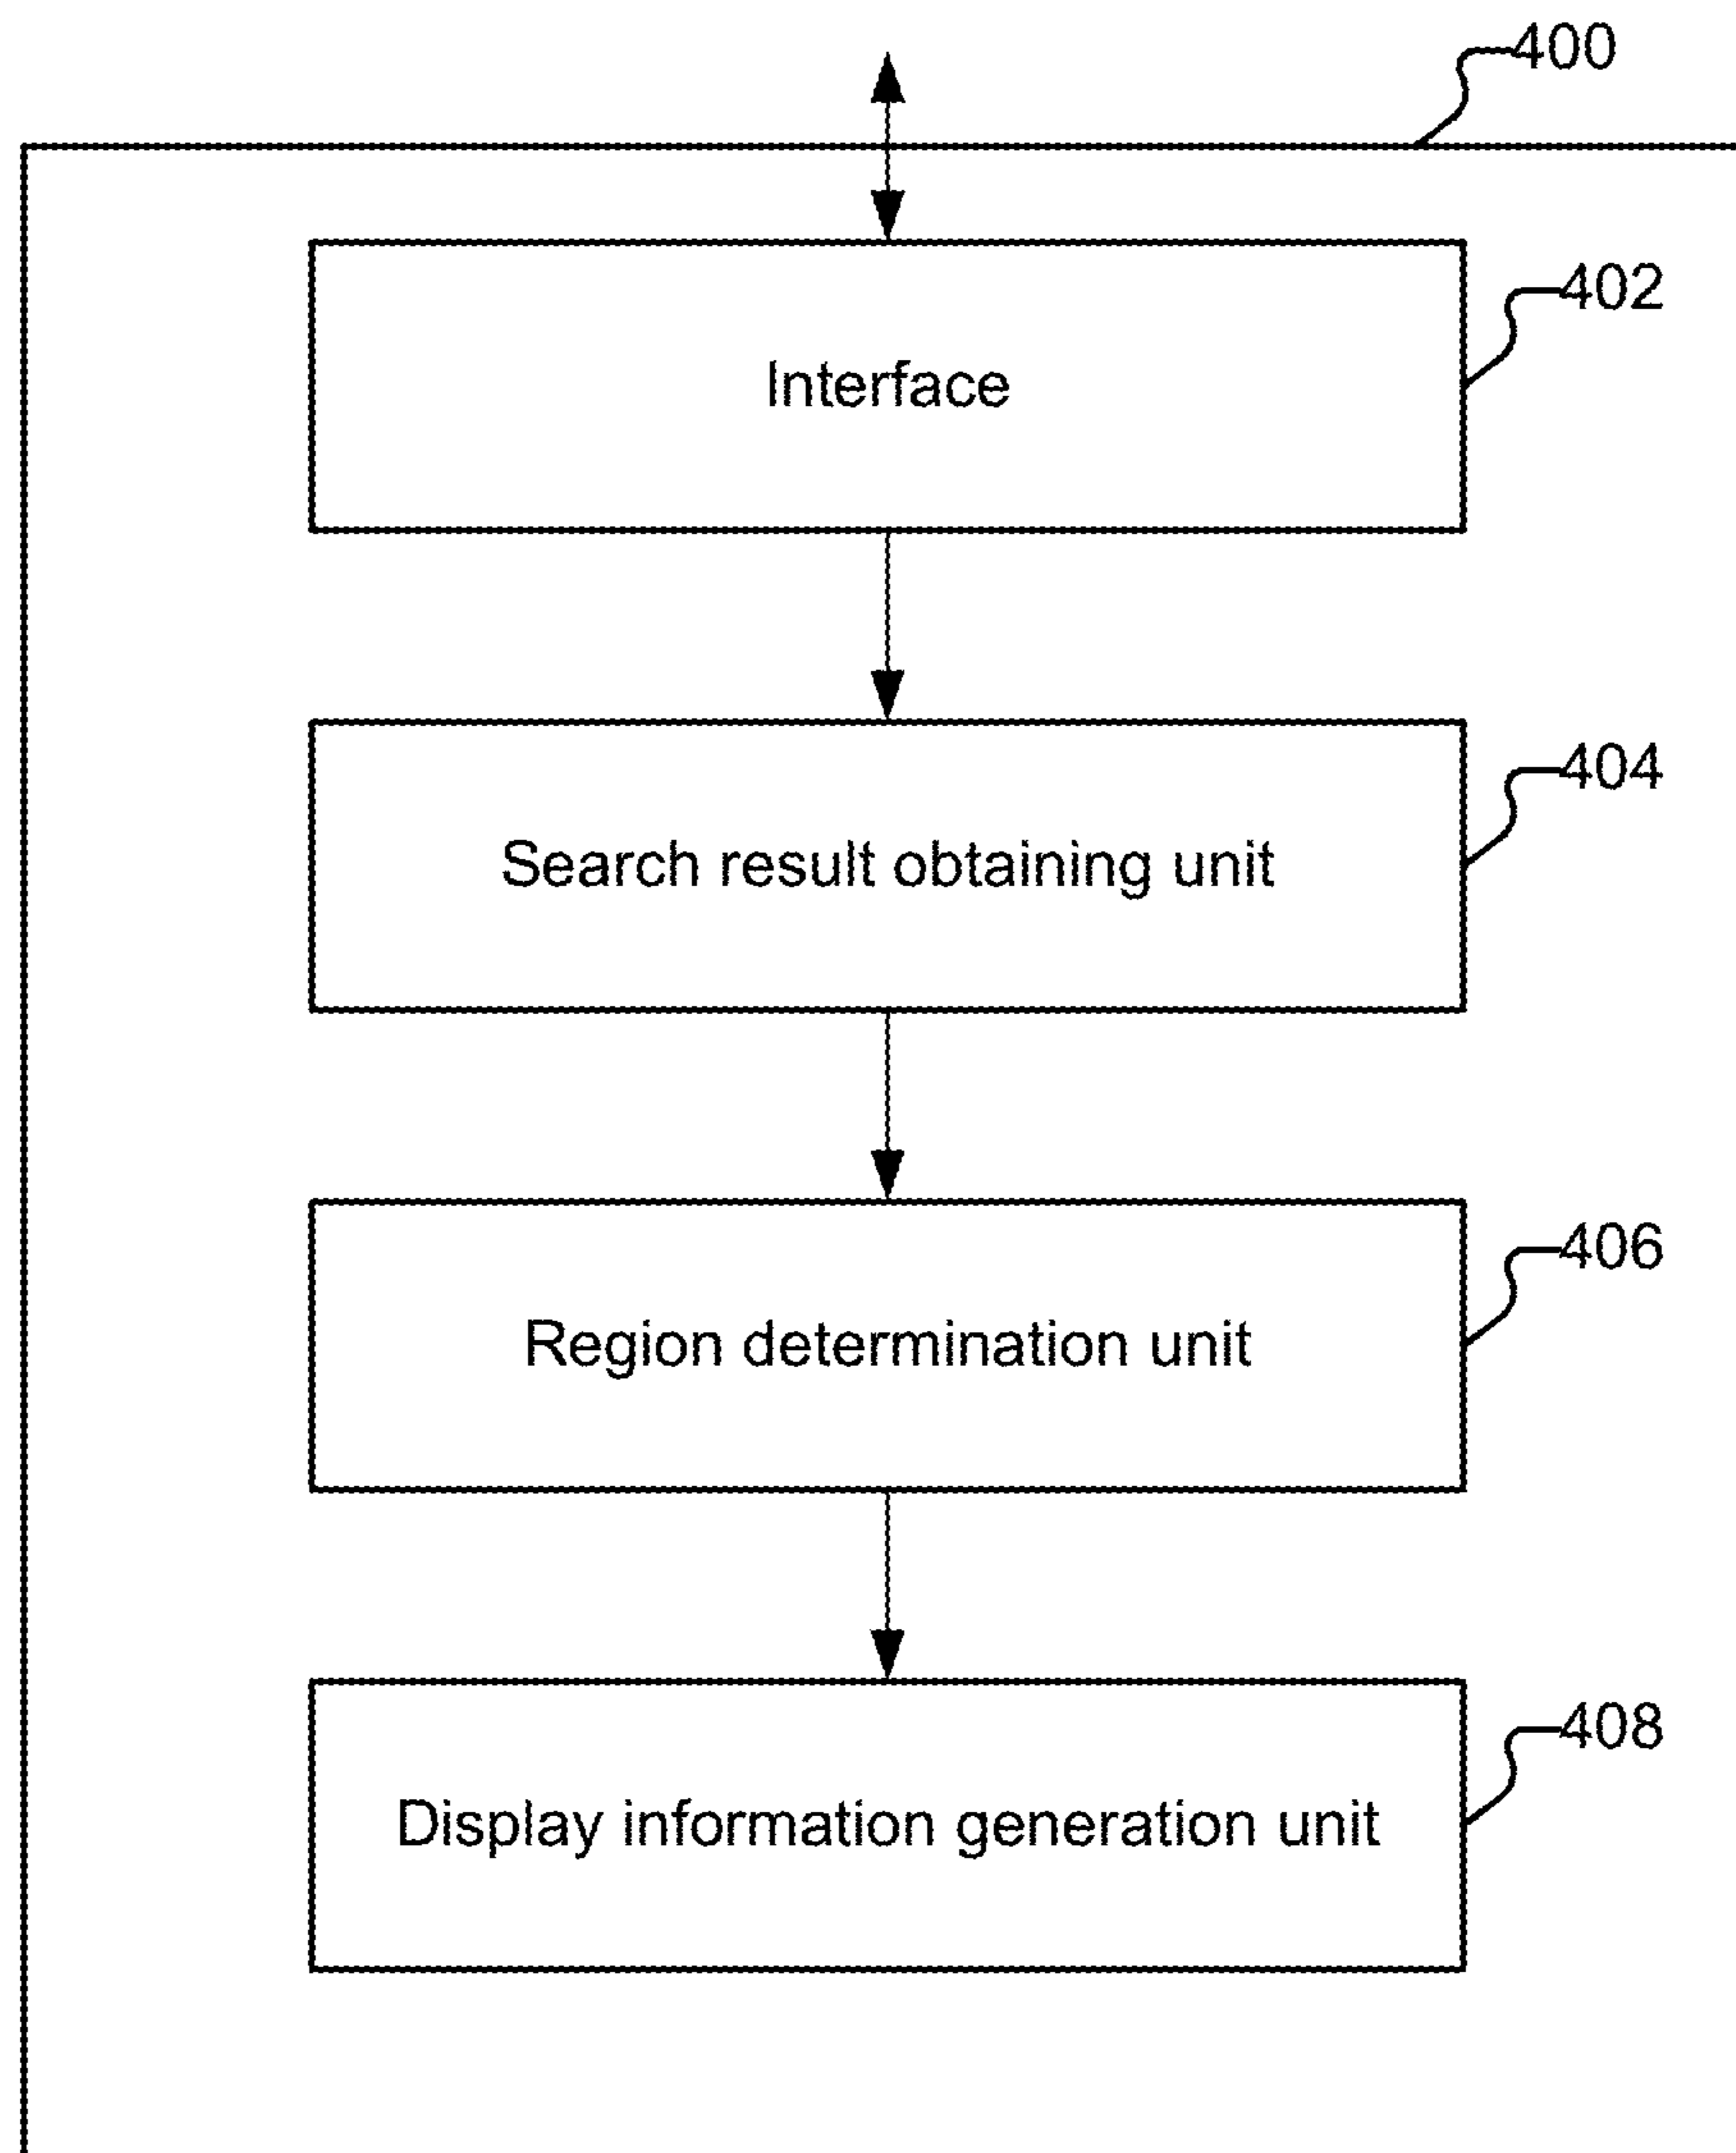 400
402
Interface
404
Search result obtaining unit
406
Region determination unit
408
Display information generation unit